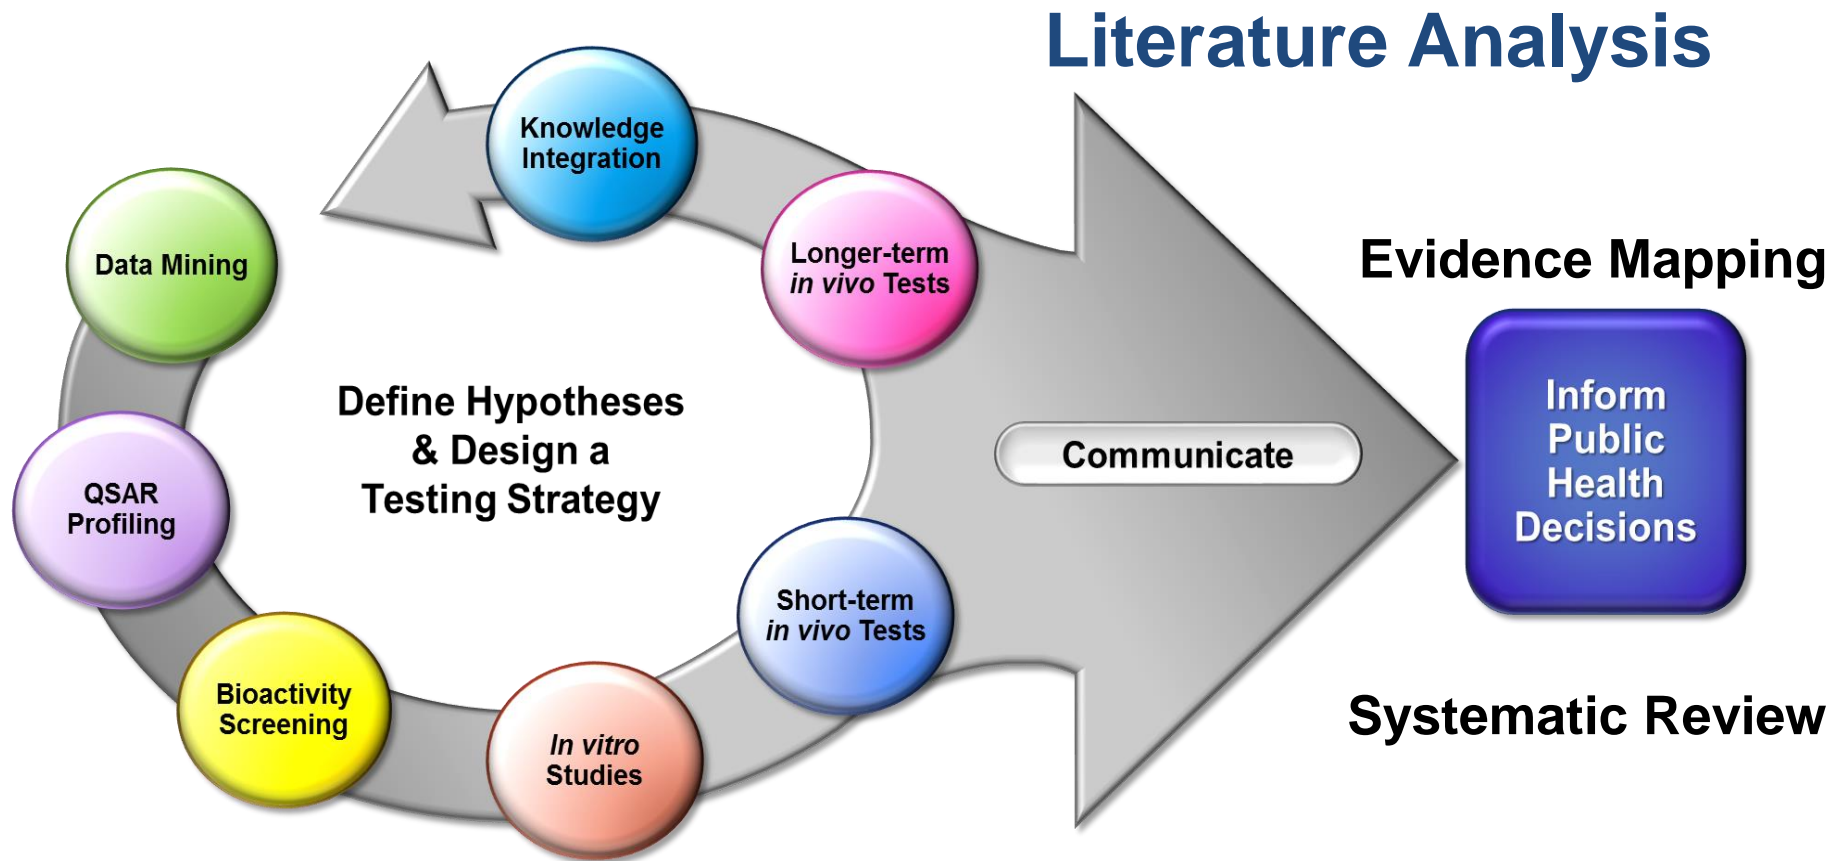 Literature Analysis
Knowledge
Integration
Data Mining
Longer-term
in vivo Tests
Evidence Mapping
Define Hypotheses
& Design a
Testing Strategy
Communicate
Inform
Public
Health
Decisions
QSAR
Profiling
Short-term
in vivo Tests
Bioactivity
Screening
In vitro
Studies
Systematic Review